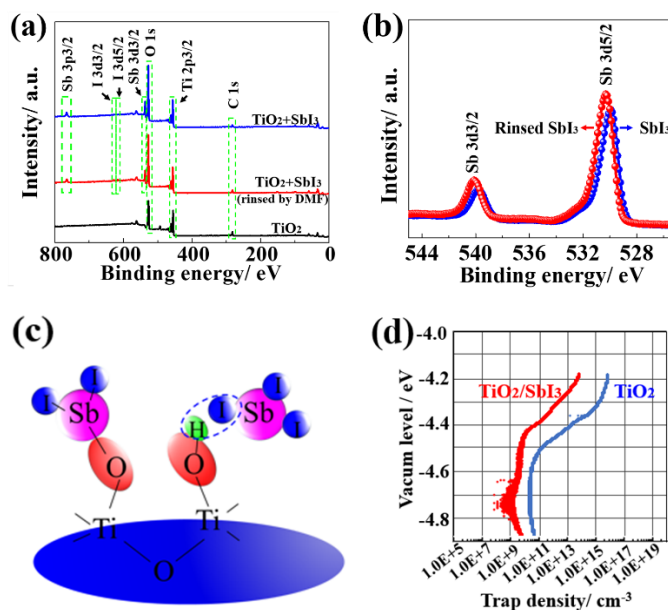 (a)
Sb 3p3/2
I 3d3/2
I 3d5/2
Sb 3d3/2
O 1s
Ti 2p3/2
C 1s
TiO₂+SbI₃
TiO₂+SbI₃
(rinsed by DMF)
TiO₂
Intensity/ a.u.
800 600 400 200 0
Binding energy/ eV
(b)
Sb 3d5/2
Sb 3d3/2
Rinsed SbI₃
SbI₃
Intensity/ a.u.
544 540 536 532 528
Binding energy/ eV
(c)
I
I
Sb
O
Ti
H
I
Sb
I
I
O
Ti
O
(d)
-4.0
-4.2
-4.4
-4.6
-4.8
Vacum level/ -eV
TiO₂/SbI₃
TiO₂
1.0E+5
1.0E+7
1.0E+9
1.0E+11
1.0E+13
1.0E+15
1.0E+17
1.0E+19
Trap density/ cm⁻³